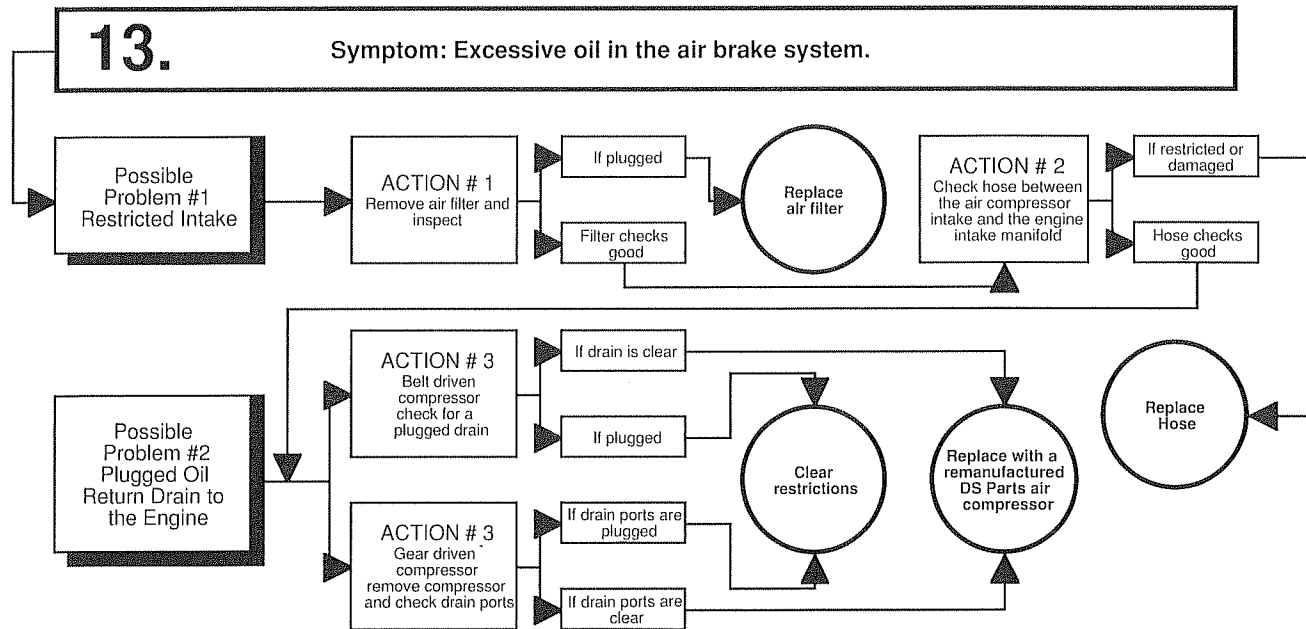 13.
Symptom: Excessive oil in the air brake system.
Possible
Problem #1
Restricted Intake
ACTION # 1
Remove air filter and
inspect
If plugged
Filter checks
good
Replace
air filter
ACTION # 2
Check hose between
the air compressor
intake and the engine
intake manifold
If restricted or
damaged
Hose checks
good
Possible
Problem #2
Plugged Oil
Return Drain to
the Engine
ACTION # 3
Belt driven
compressor
check for a
plugged drain
If drain is clear
If plugged
ACTION # 3
Gear driven
compressor
remove compressor
and check drain ports
If drain ports are
plugged
If drain ports are
clear
Clear
restrictions
Replace with a
remanufactured
DS Parts air
compressor
Replace
Hose